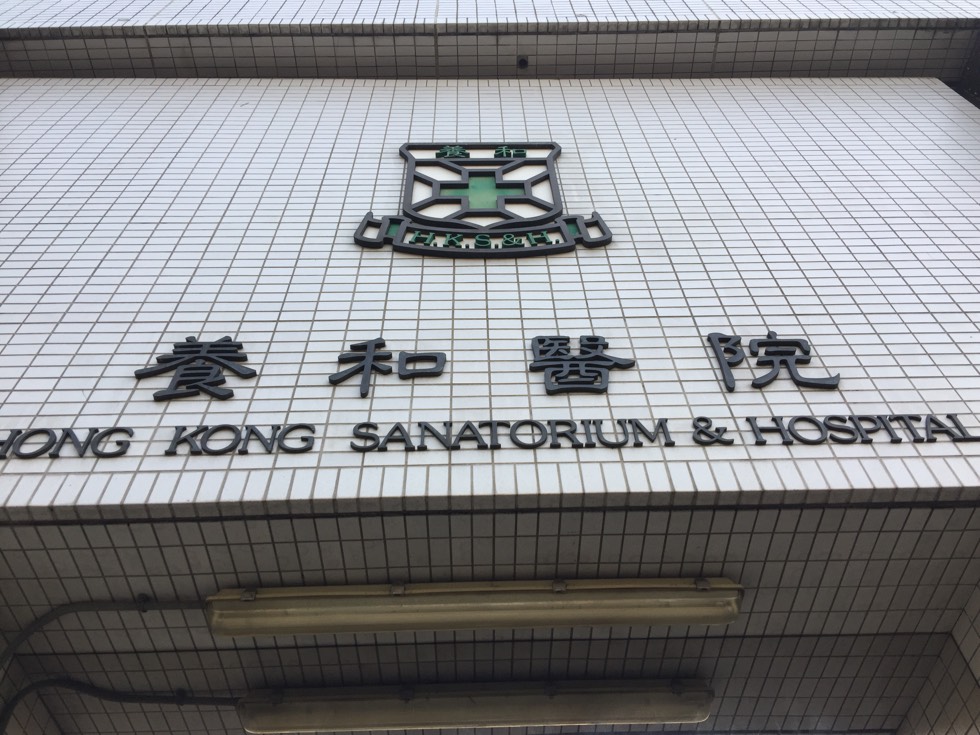 養和
H.K.S.&H.
養和醫院
HONG KONG SANATORIUM & HOSPITAL